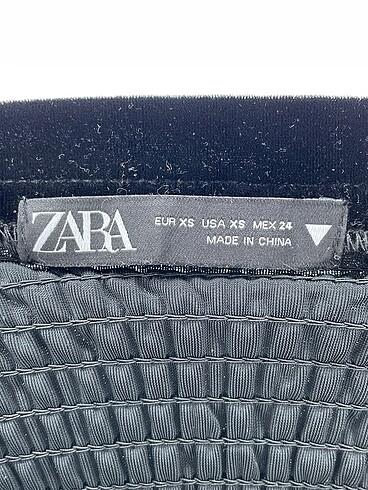 ZARA
EUR XS USA XS MEX 24
MADE IN CHINA